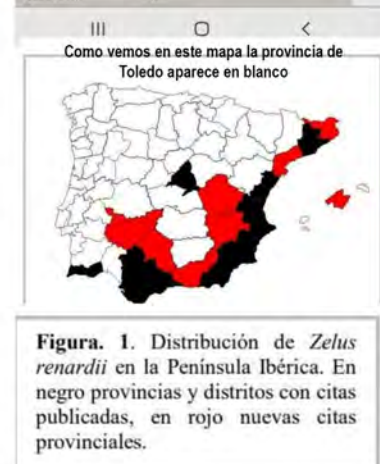 Como vemos en este mapa la provincia de
Toledo aparece en blanco
Figura. 1. Distribución de Zelus
renardii en la Península Ibérica. En
negro provincias y distritos con citas
publicadas, en rojo nuevas citas
provinciales.